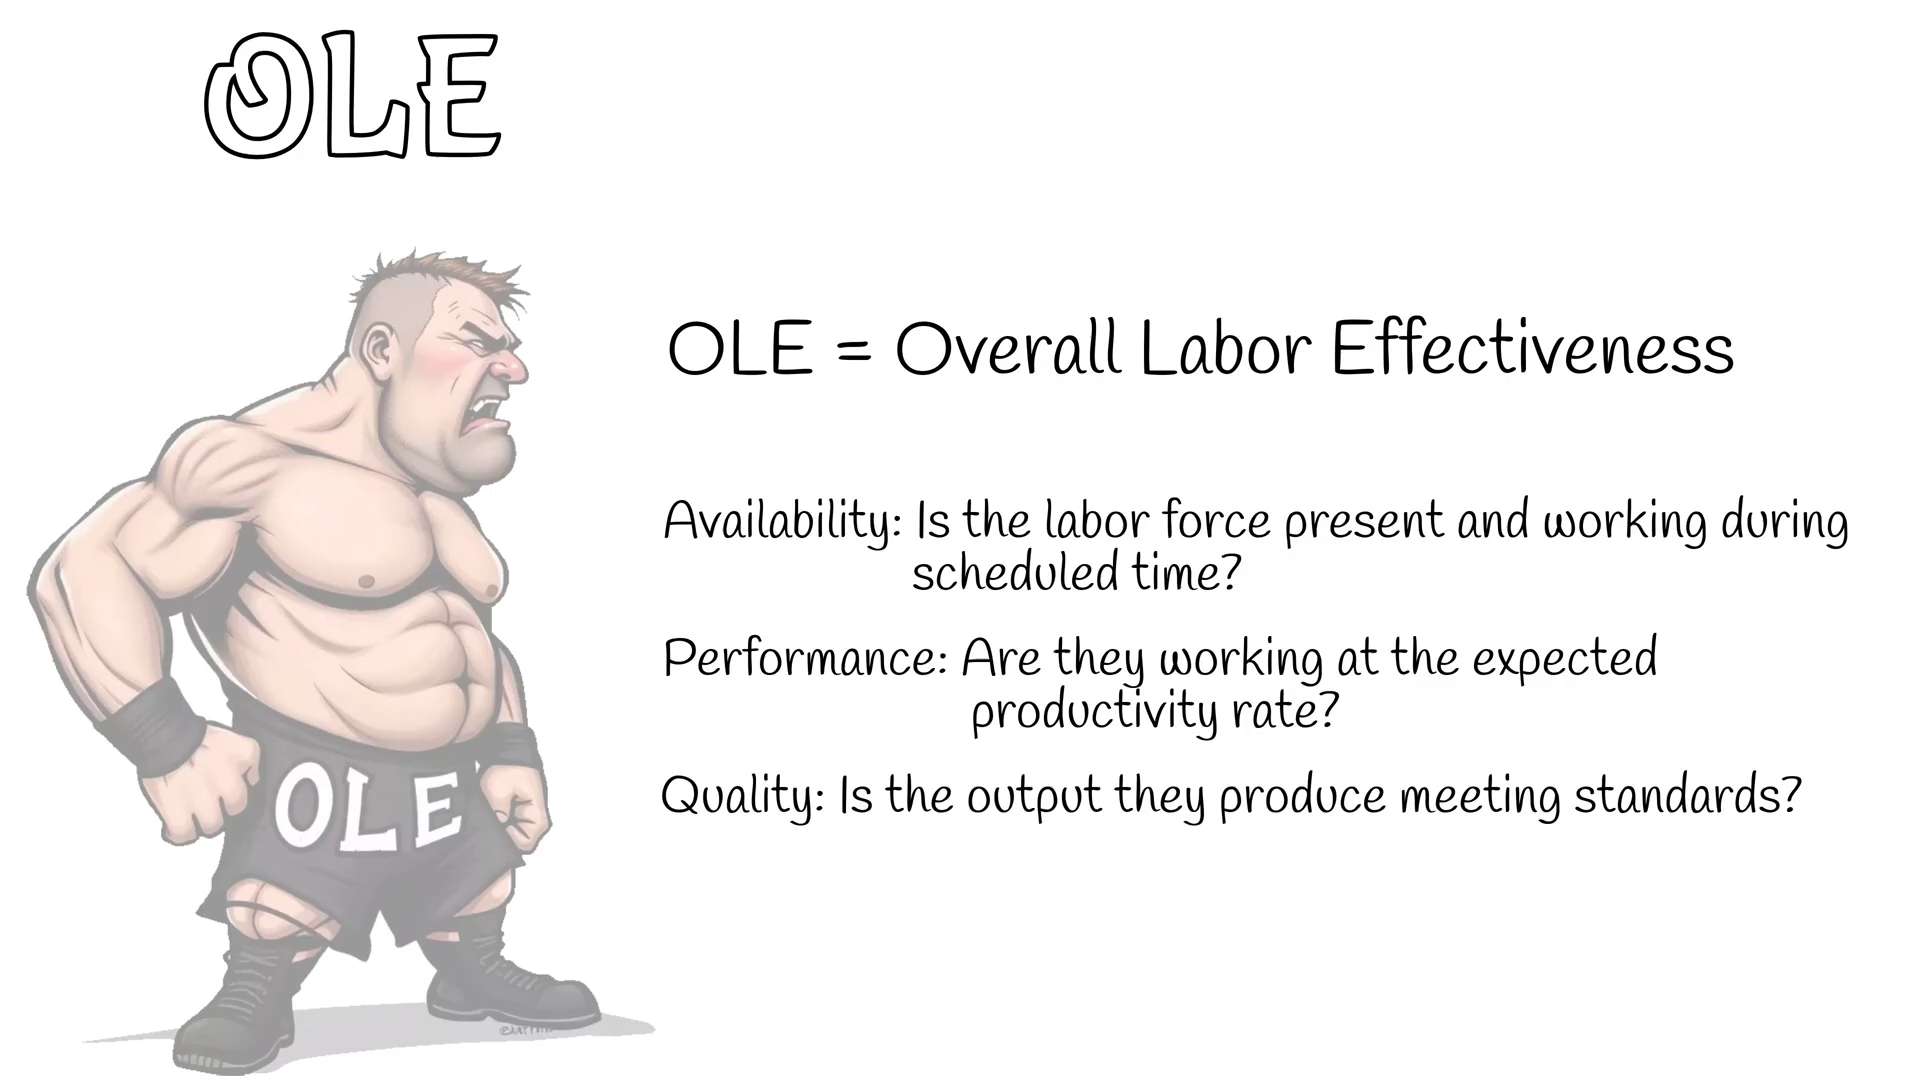 OLE
OLE = Overall Labor Effectiveness
Availability: Is the labor force present and working during
scheduled time?
Performance: Are they working at the expected
productivity rate?
Quality: Is the output they produce meeting standards?
OLE